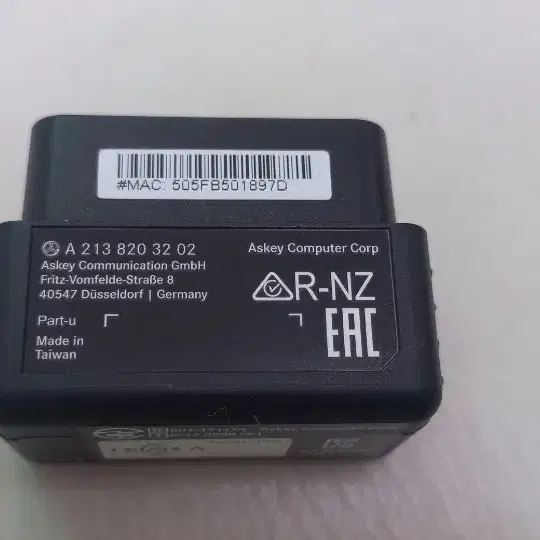 #MAC: 505FB501897D
A 213 820 32 02
Askey Communication GmbH
Fritz-Vomfelde-Straße 8
40547 Düsseldorf | Germany
Part-u
Made in
Taiwan
Askey Computer Corp
R-NZ
EAC